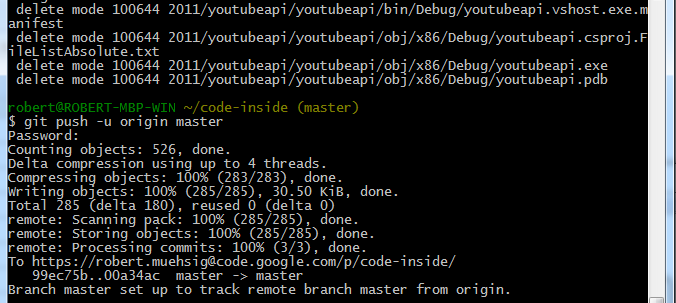 delete mode 100644 2011/youtubeapi/youtubeapi/bin/Debug/youtubeapi.vshost.exe.m
anifest
delete mode 100644 2011/youtubeapi/youtubeapi/obj/x86/Debug/youtubeapi.csproj.F
ileListAbsolute.txt
delete mode 100644 2011/youtubeapi/youtubeapi/obj/x86/Debug/youtubeapi.exe
delete mode 100644 2011/youtubeapi/youtubeapi/obj/x86/Debug/youtubeapi.pdb
robert@ROBERT-MBP-WIN ~/code-inside (master)
$ git push -u origin master
Password:
Counting objects: 526, done.
Delta compression using up to 4 threads.
Compressing objects: 100% (283/283), done.
Writing objects: 100% (285/285), 30.50 KiB, done.
Total 285 (delta 180), reused 0 (delta 0)
remote: Scanning pack: 100% (285/285), done.
remote: Storing objects: 100% (285/285), done.
remote: Processing commits: 100% (3/3), done.
To https://robert.muehsig@code.google.com/p/code-inside/
99ec75b..00a34ac  master -> master
Branch master set up to track remote branch master from origin.